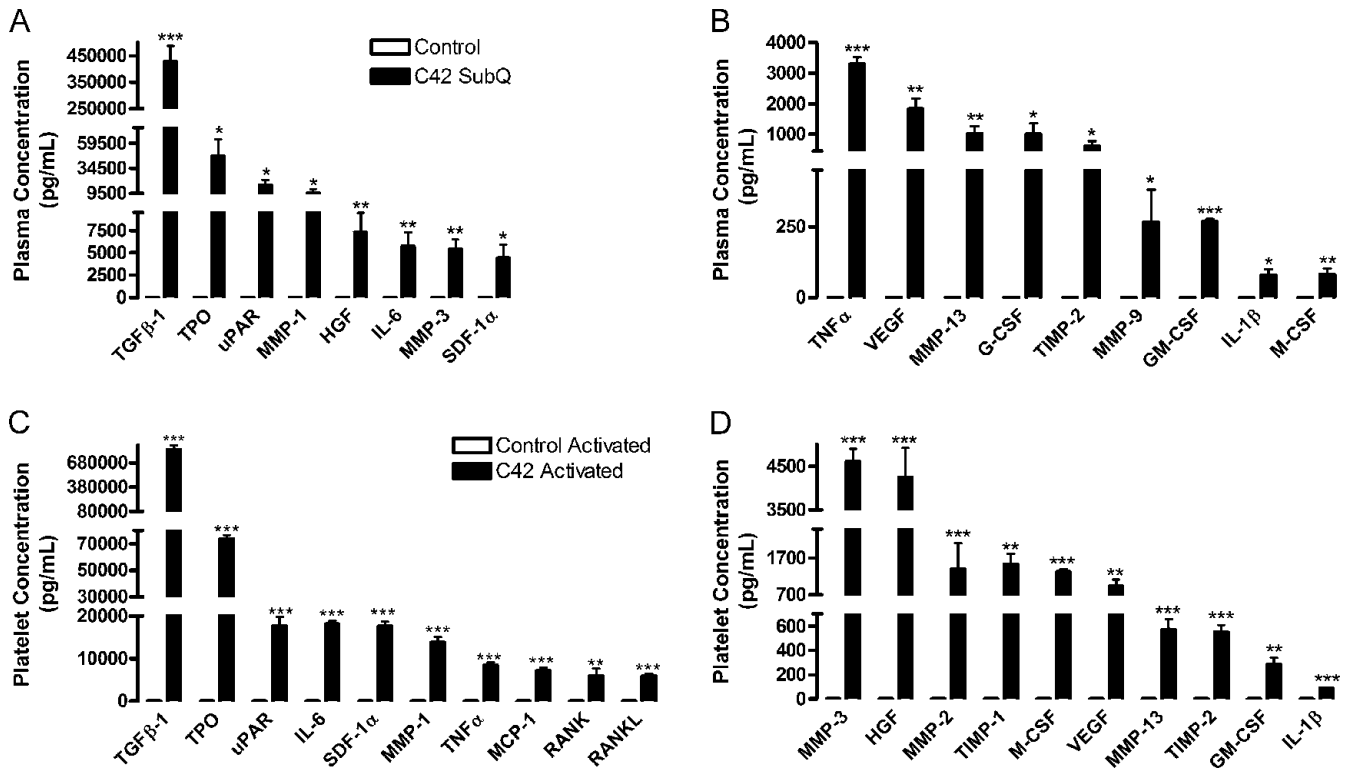 A
Plasma Concentration
(pg/mL)
450000
350000
250000
59500
34500
9500
7500
5000
2500
0
***
*
*
*
**
**
**
*
Control
C42 SubQ
TGFβ-1
TPO
uPAR
MMP-1
HGF
IL-6
MMP-3
SDF-1α
B
Plasma Concentration
(pg/mL)
4000
3000
2000
1000
250
0
***
**
**
*
*
*
***
*
**
TNFα
VEGF
MMP-13
G-CSF
TIMP-2
MMP-9
GM-CSF
IL-1β
M-CSF
C
Platelet Concentration
(pg/mL)
680000
380000
80000
70000
50000
30000
20000
10000
0
***
***
***
***
***
***
***
***
**
***
Control Activated
C42 Activated
TGFβ-1
TPO
uPAR
IL-6
SDF-1α
MMP-1
TNFα
MCP-1
RANK
RANKL
D
Platelet Concentration
(pg/mL)
4500
3500
1700
700
600
400
200
0
***
***
***
**
***
**
***
***
**
***
MMP-3
HGF
MMP-2
TIMP-1
M-CSF
VEGF
MMP-13
TIMP-2
GM-CSF
IL-1β